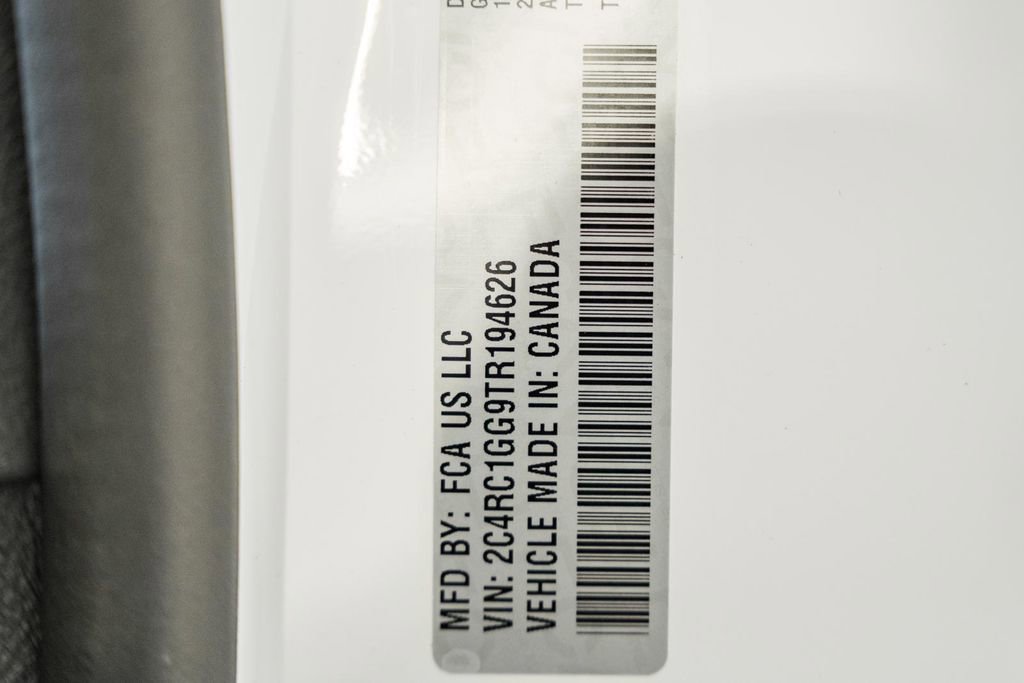 MFD BY: FCA US LLC
VIN: 2C4RC1GG9TR194626
VEHICLE MADE IN: CANADA